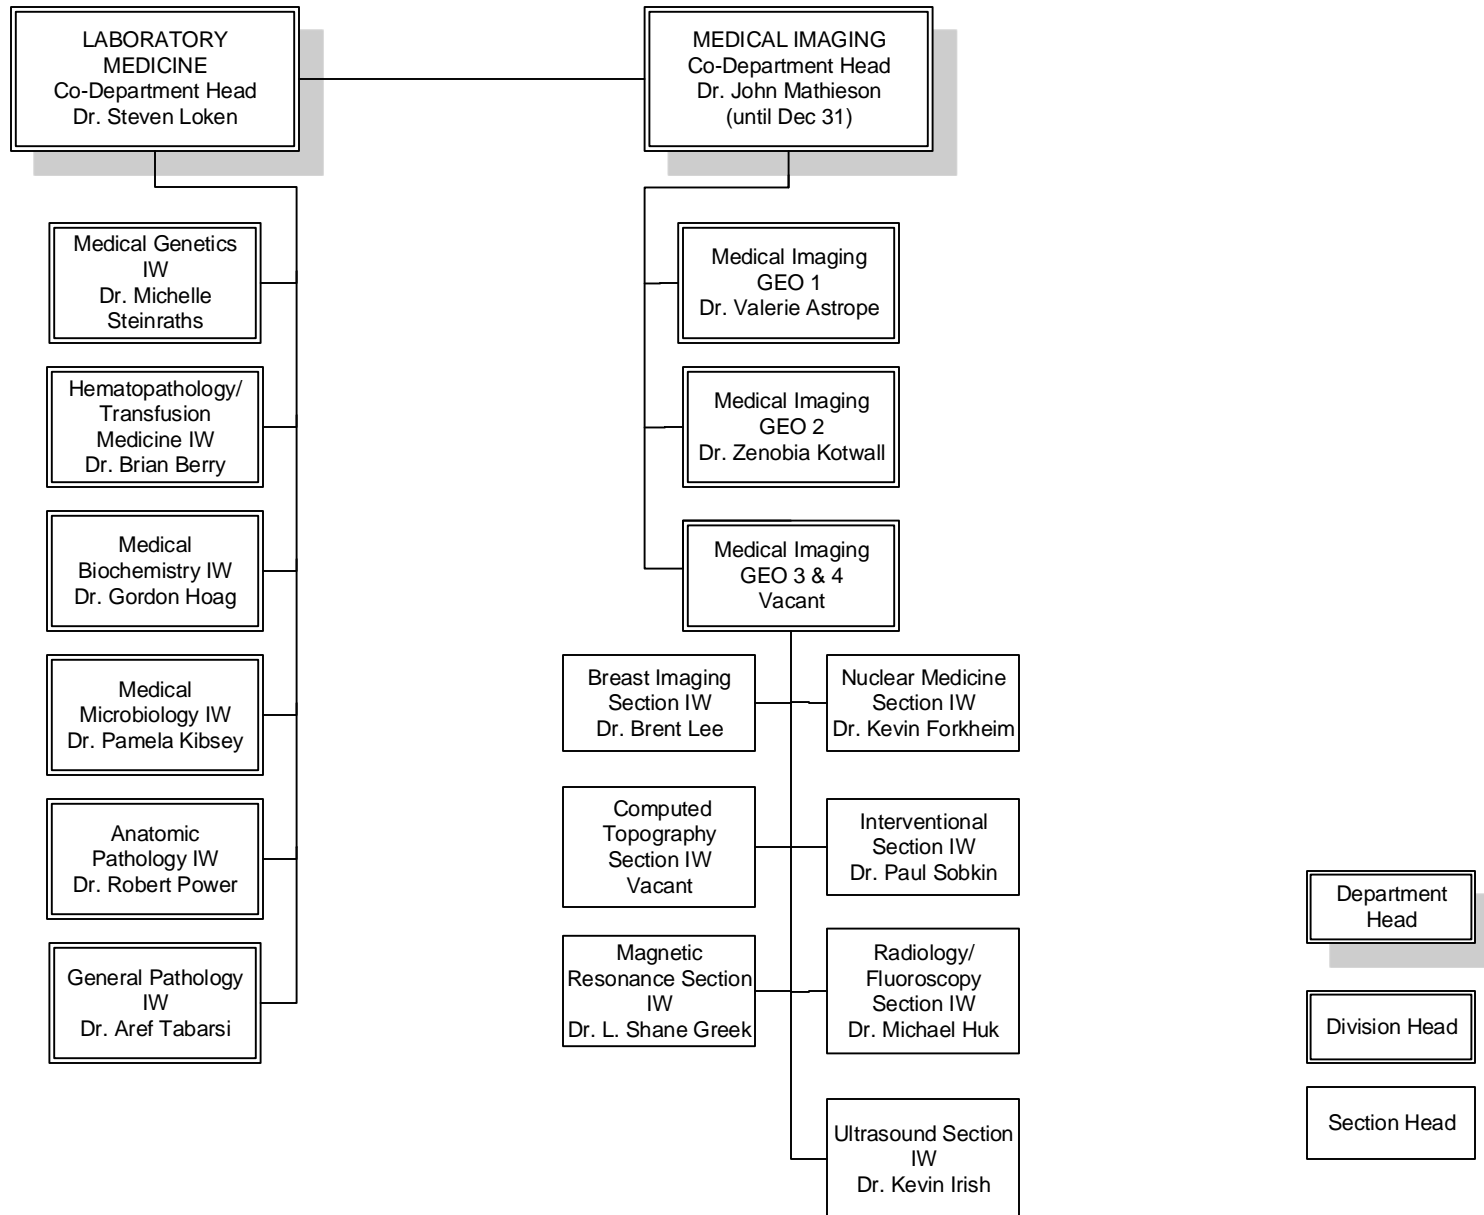 LABORATORY
MEDICINE
Co-Department Head
Dr. Steven Loken
MEDICAL IMAGING
Co-Department Head
Dr. John Mathieson
(until Dec 31)
Medical Genetics
IW
Dr. Michelle
Steinraths
Hematopathology/
Transfusion
Medicine IW
Dr. Brian Berry
Medical
Biochemistry IW
Dr. Gordon Hoag
Medical
Microbiology IW
Dr. Pamela Kibsey
Anatomic
Pathology IW
Dr. Robert Power
General Pathology
IW
Dr. Aref Tabarsi
Medical Imaging
GEO 1
Dr. Valerie Astrope
Medical Imaging
GEO 2
Dr. Zenobia Kotwall
Medical Imaging
GEO 3 & 4
Vacant
Breast Imaging
Section IW
Dr. Brent Lee
Nuclear Medicine
Section IW
Dr. Kevin Forkheim
Computed
Topography
Section IW
Vacant
Interventional
Section IW
Dr. Paul Sobkin
Magnetic
Resonance Section
IW
Dr. L. Shane Greek
Radiology/
Fluoroscopy
Section IW
Dr. Michael Huk
Ultrasound Section
IW
Dr. Kevin Irish
Department
Head
Division Head
Section Head